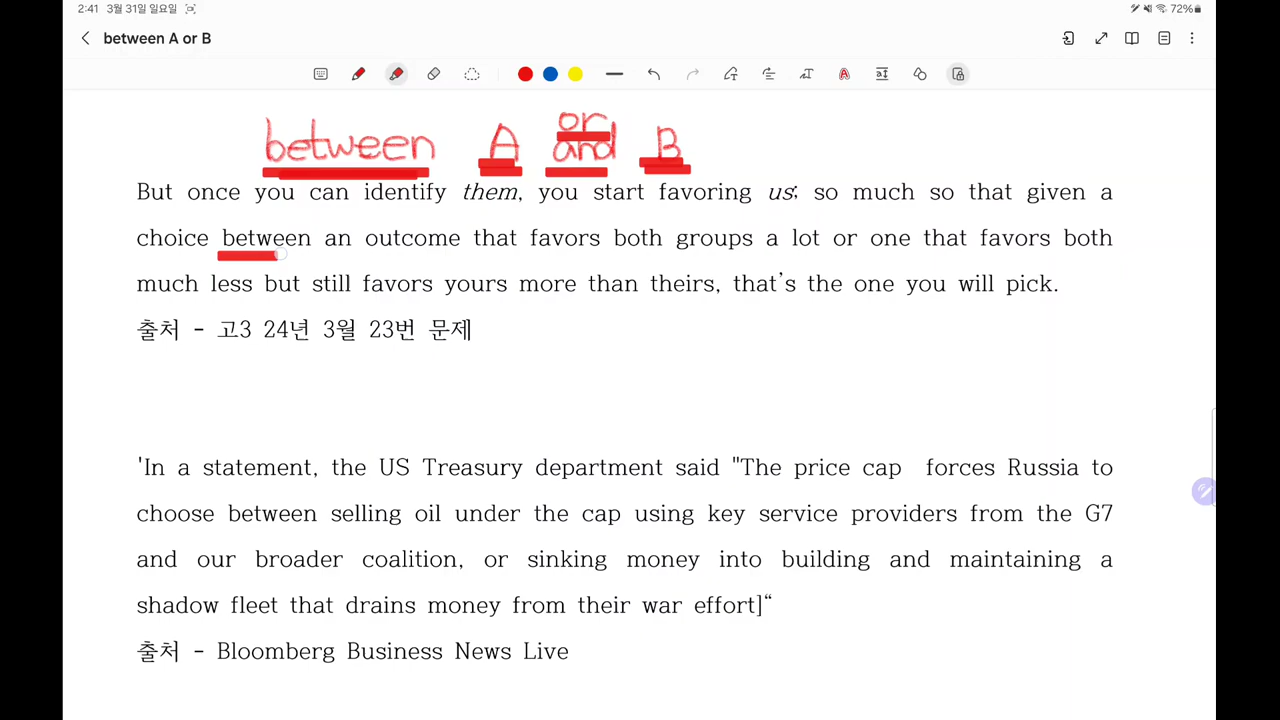 2:41 3월 31일 일요일 72%
between A or B
or
between A and B
But once you can identify them, you start favoring us; so much so that given a
choice between an outcome that favors both groups a lot or one that favors both
much less but still favors yours more than theirs, that's the one you will pick.
출처 - 고3 24년 3월 23번 문제
'In a statement, the US Treasury department said "The price cap forces Russia to
choose between selling oil under the cap using key service providers from the G7
and our broader coalition, or sinking money into building and maintaining a
shadow fleet that drains money from their war effort]“
출처 - Bloomberg Business News Live